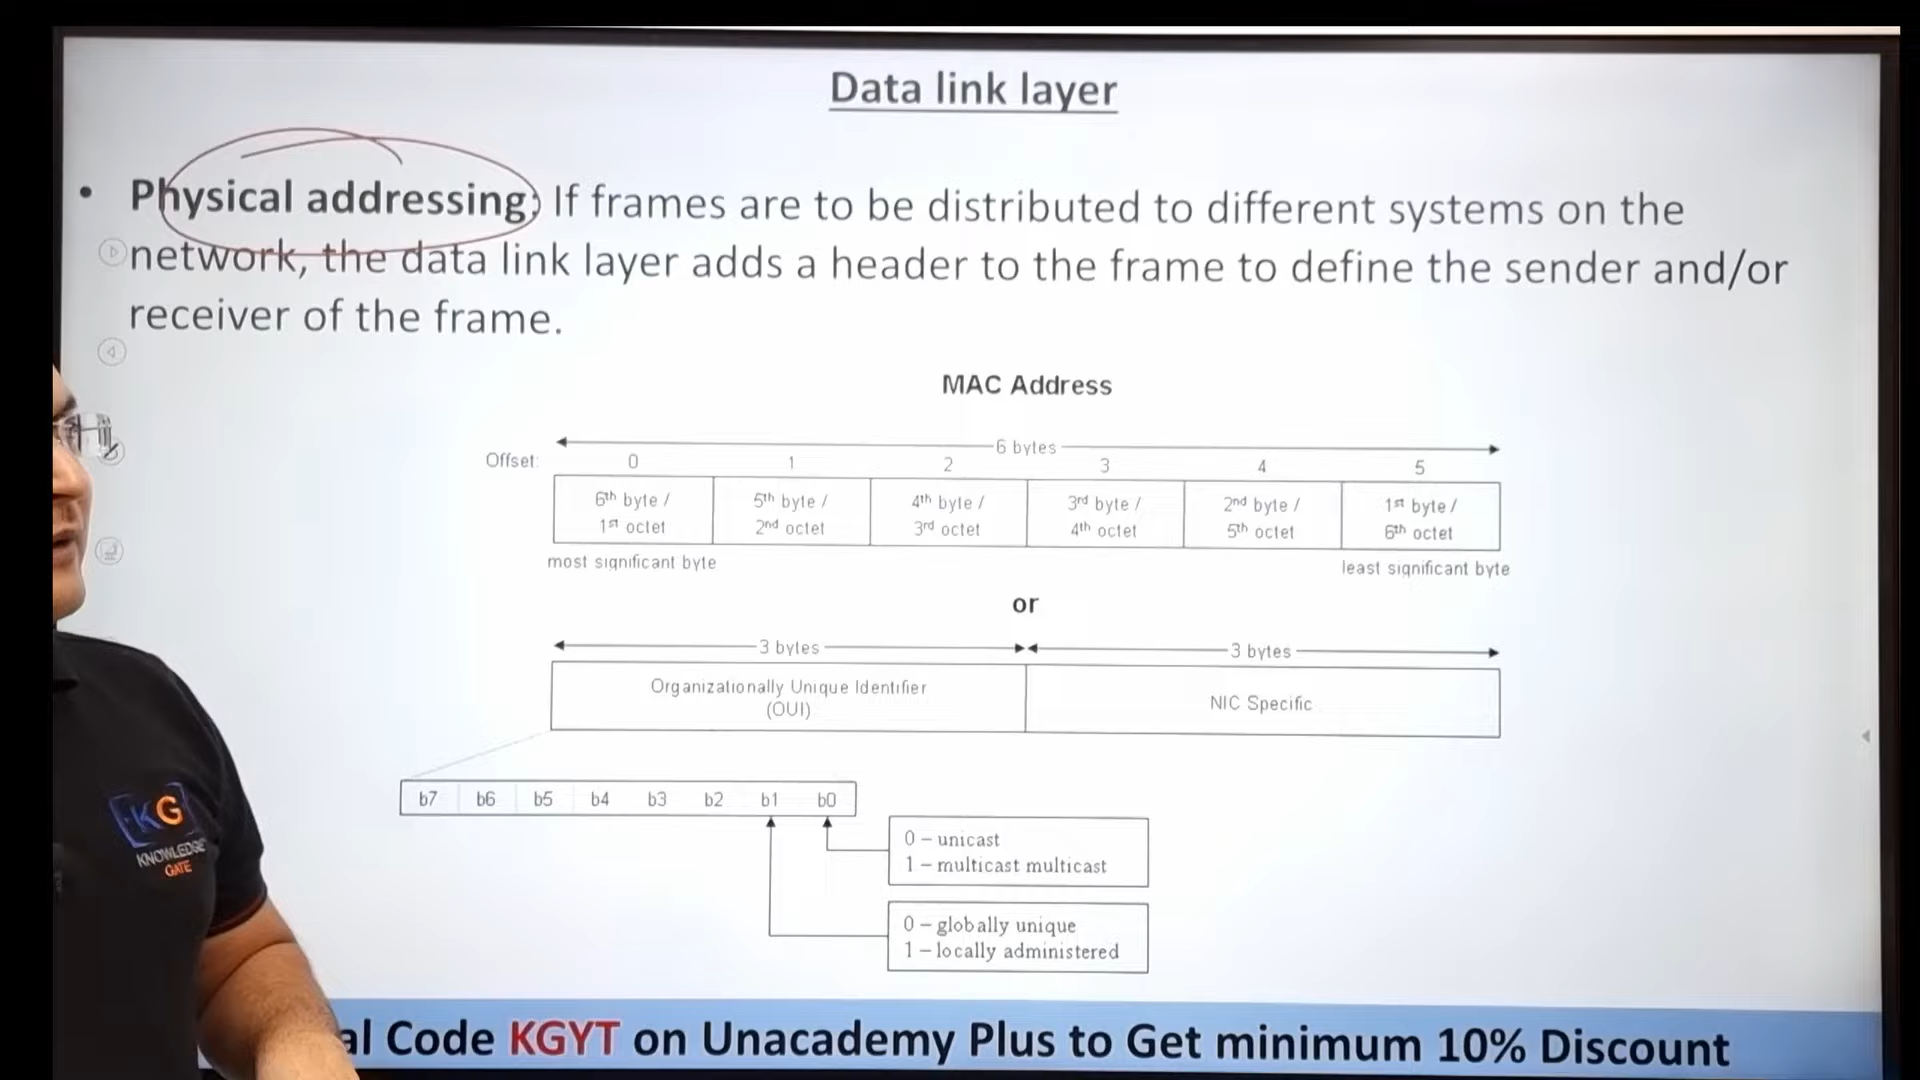 Data link layer
• Physical addressing: If frames are to be distributed to different systems on the
network, the data link layer adds a header to the frame to define the sender and/or
receiver of the frame.
MAC Address
6 bytes
Offset: 0 1 2 3 4 5
6th byte / 5th byte / 4th byte / 3rd byte / 2nd byte / 1st byte /
1st octet 2nd octet 3rd octet 4th octet 5th octet 6th octet
most significant byte least significant byte
or
3 bytes 3 bytes
Organizationally Unique Identifier
(OUI)
NIC Specific
b7 b6 b5 b4 b3 b2 b1 b0
0 – unicast
1 – multicast multicast
0 – globally unique
1 – locally administered
KG
KNOWLEDGE
GATE
al Code KGYT on Unacademy Plus to Get minimum 10% Discount